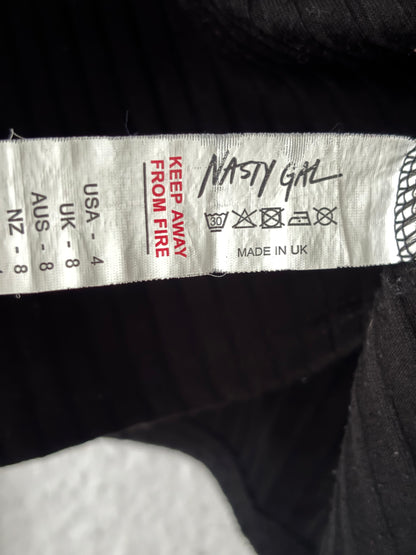 NASTY GAL
30
MADE IN UK
KEEP AWAY
FROM FIRE
USA - 4
UK - 8
AUS - 8
NZ - 8